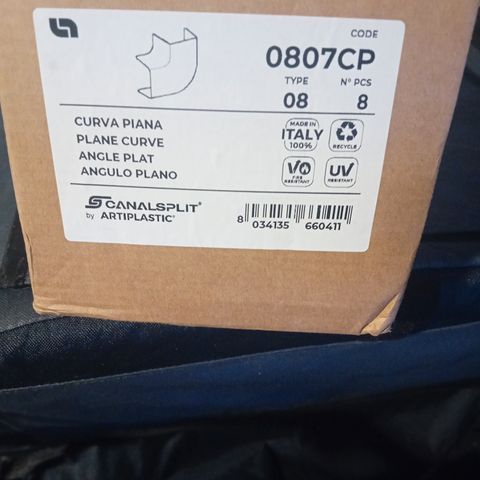 CODE
0807CP
TYPE
Nº PCS
08
8
CURVA PIANA
PLANE CURVE
ANGLE PLAT
ANGULO PLANO
MADE IN
ITALY
100%
RECYCLE
V0
FIRE
RESISTANT
UV
RESISTANT
CANALSPLIT®
by ARTIPLASTIC®
8 034135 660411